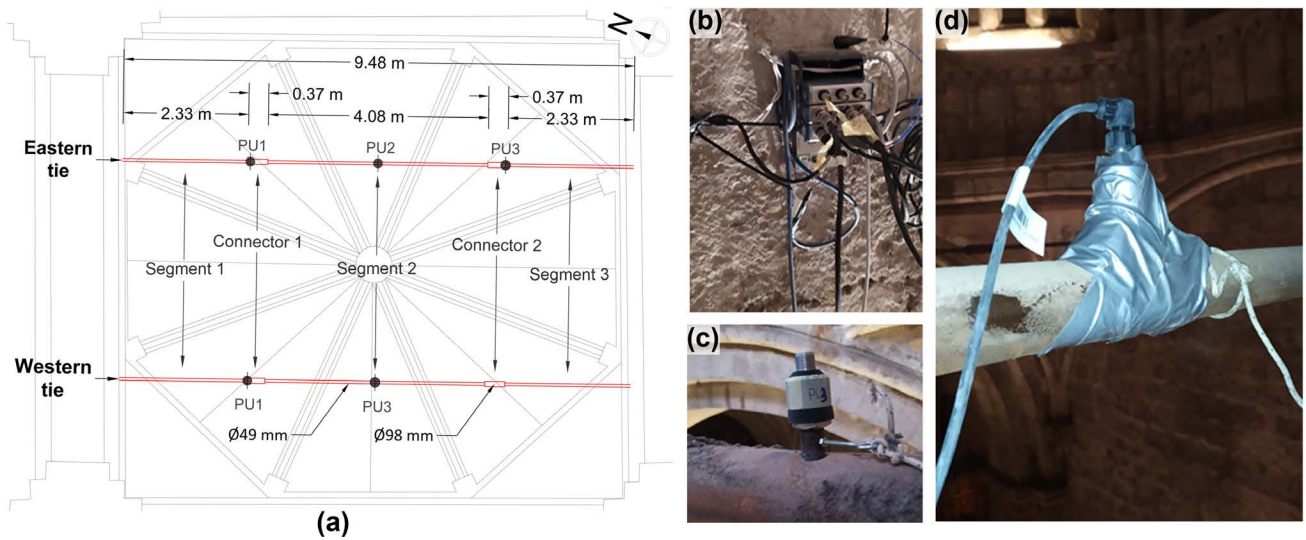 (a)
N
9.48 m
0.37 m
0.37 m
2.33 m
4.08 m
2.33 m
Eastern
tie
PU1
PU2
PU3
Connector 1
Connector 2
Segment 1
Segment 2
Segment 3
Western
tie
PU1
PU3
Ø49 mm
Ø98 mm
(b)
(c)
PU3
(d)